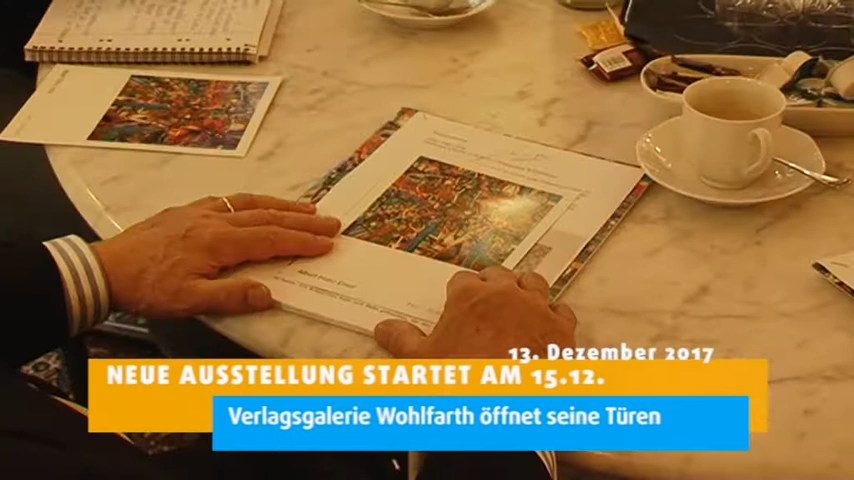 13. Dezember 2017
NEUE AUSSTELLUNG STARTET AM 15.12.
Verlagsgalerie Wohlfarth öffnet seine Türen